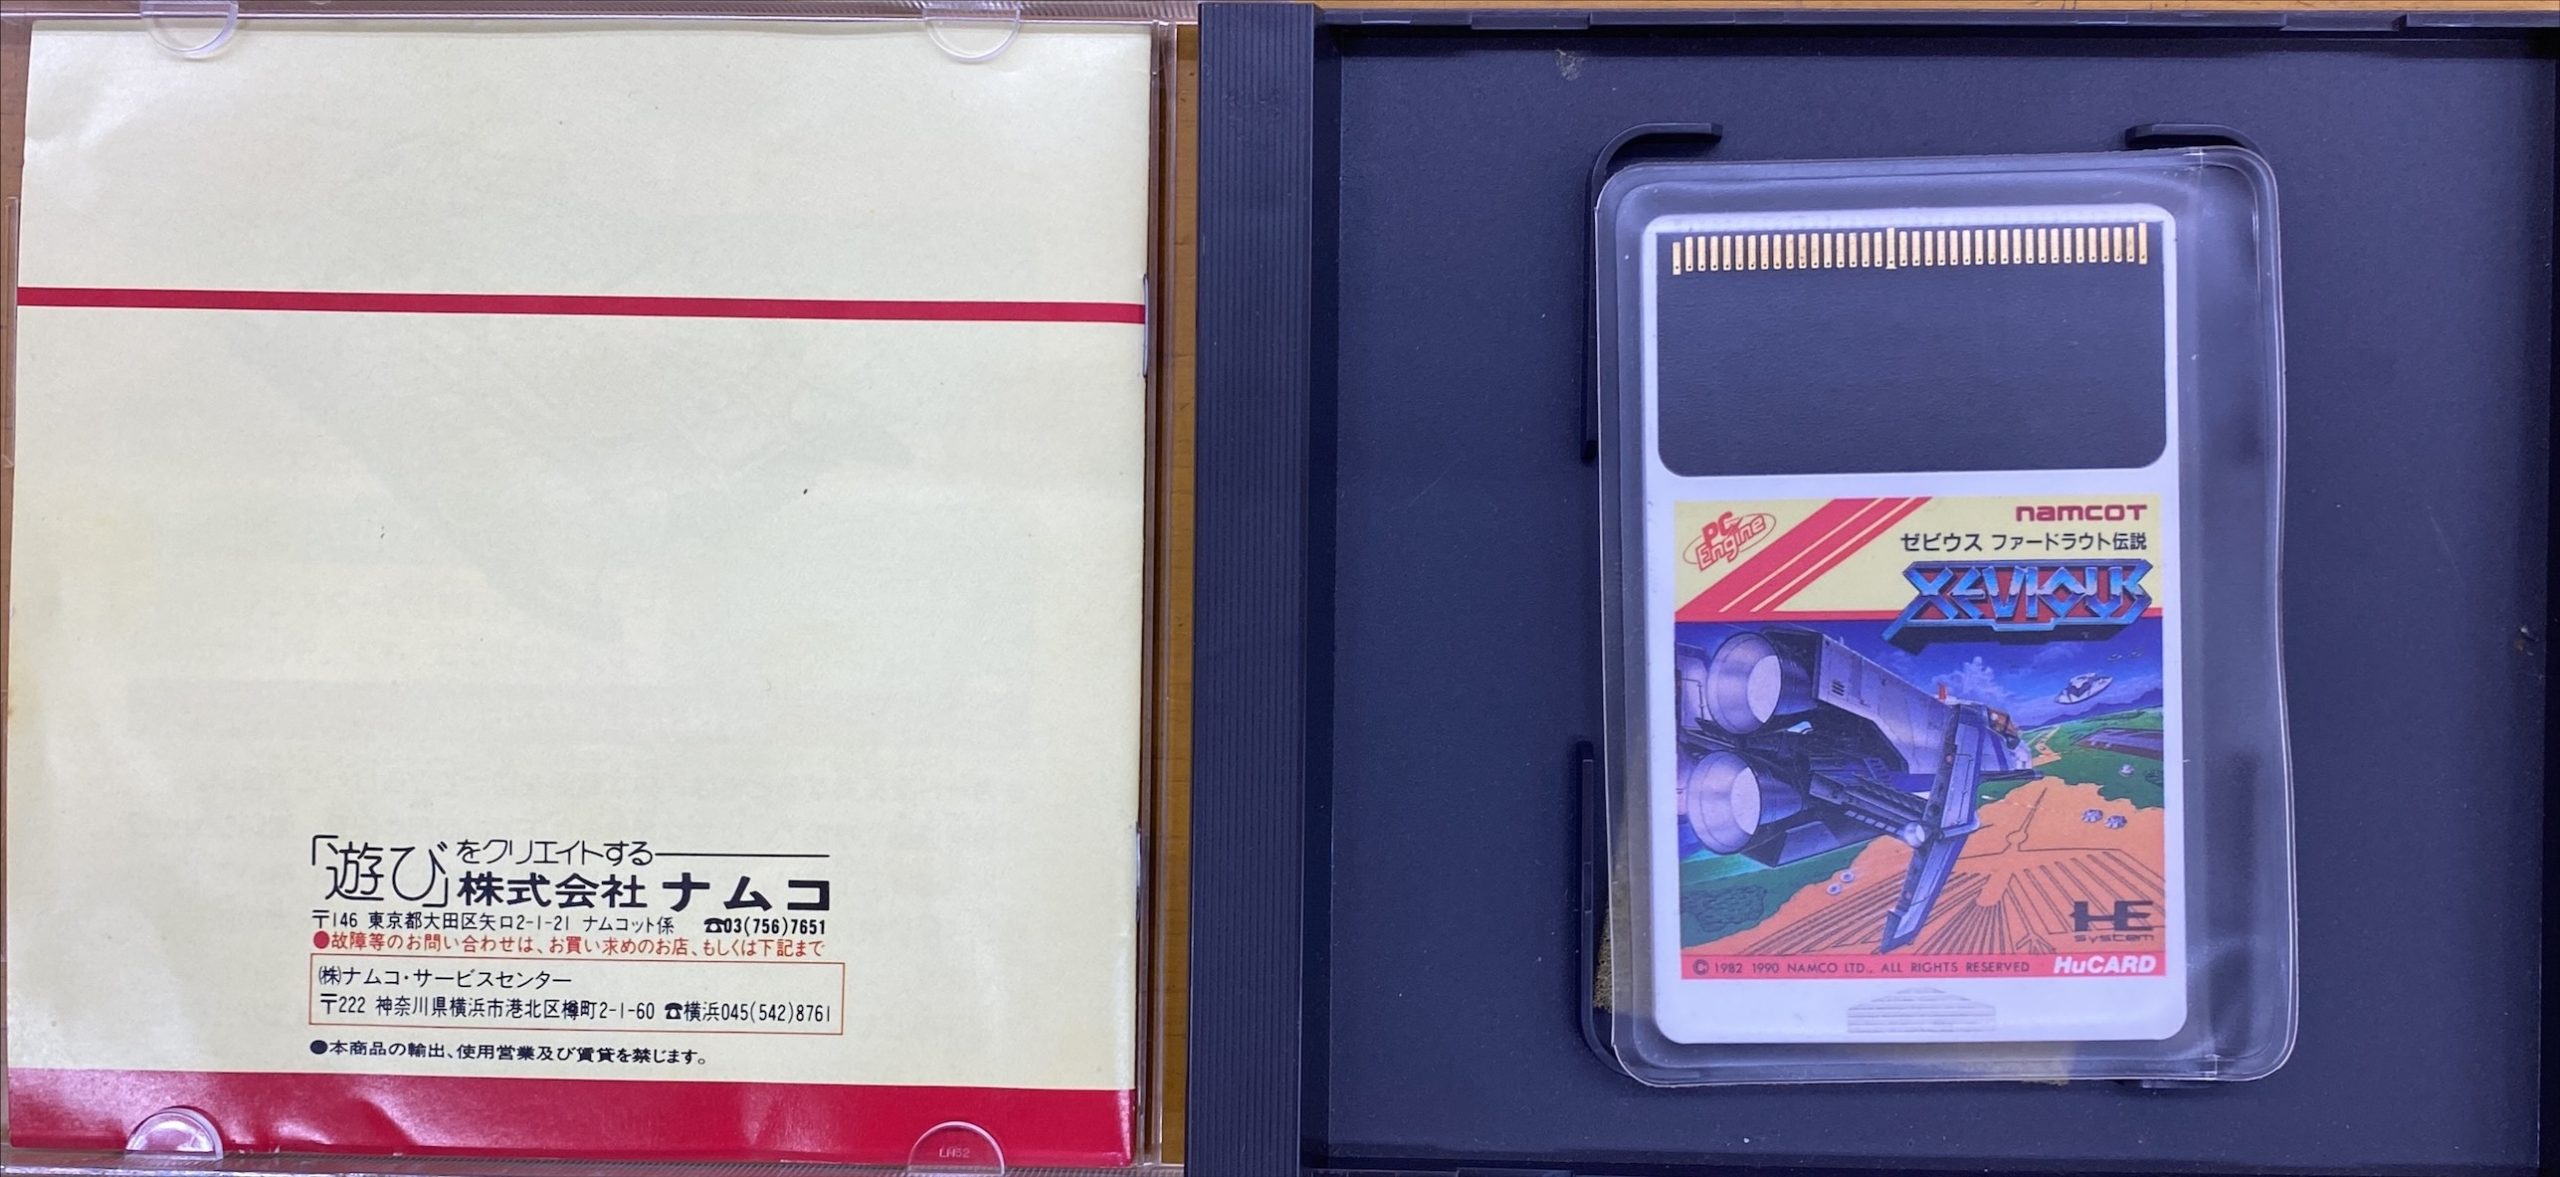 「遊び」をクリエイトする
株式会社ナムコ
〒146 東京都大田区矢口2-1-21 ナムコット係 ☎03(756)7651
●故障等のお問い合わせは、お買い求めのお店、もしくは下記まで
㈱ナムコ・サービスセンター
〒222 神奈川県横浜市港北区樽町2-1-60 ☎横浜045(542)8761
●本商品の輸出、使用営業及び賃貸を禁じます。
LM52
namcot
PC Engine
ゼビウス ファードラウト伝説
XEVIOUS
HE system
© 1982 1990 NAMCO LTD., ALL RIGHTS RESERVED HuCARD